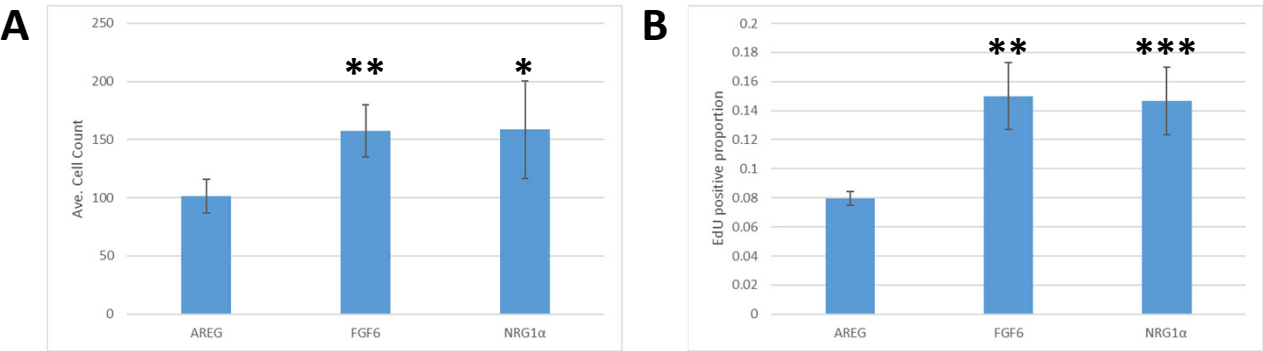 A
Ave. Cell Count
250
200
150
100
50
0
**
*
AREG
FGF6
NRG1α
B
EdU positive proportion
0.2
0.18
0.16
0.14
0.12
0.1
0.08
0.06
0.04
0.02
0
**
***
AREG
FGF6
NRG1α